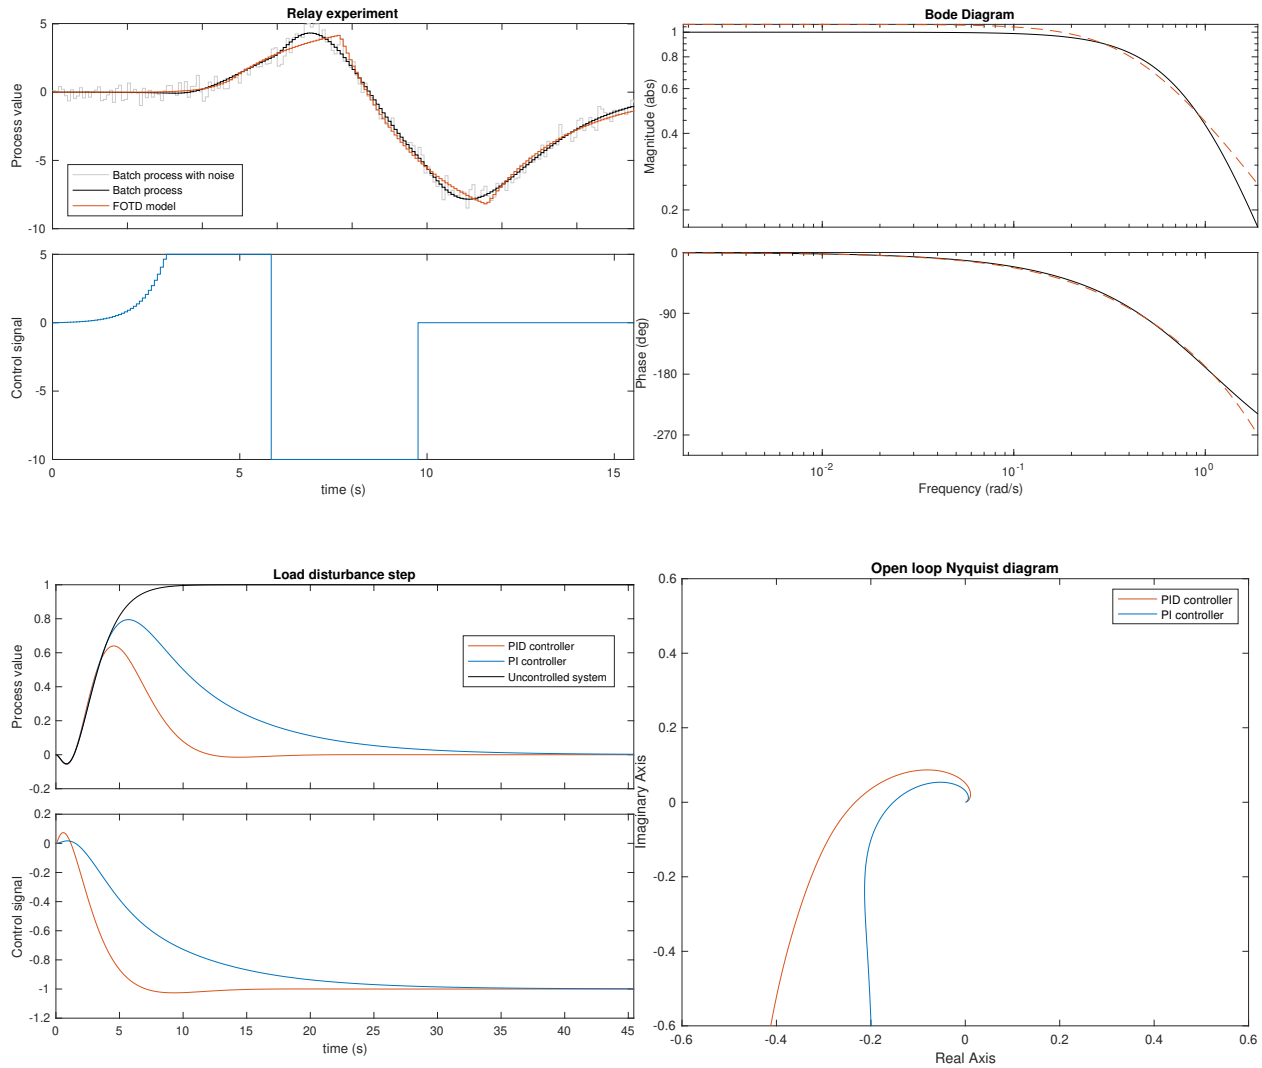 Relay experiment
Process value
5
0
-5
-10
Batch process with noise
Batch process
FOTD model
Control signal
5
0
-5
-10
0
5
10
15
time (s)
Bode Diagram
Magnitude (abs)
1
0.8
0.6
0.4
0.2
Phase (deg)
0
-90
-180
-270
10-2
10-1
100
Frequency (rad/s)
Load disturbance step
Process value
1
0.8
0.6
0.4
0.2
0
-0.2
PID controller
PI controller
Uncontrolled system
Control signal
0.2
0
-0.2
-0.4
-0.6
-0.8
-1
-1.2
0
5
10
15
20
25
30
35
40
45
time (s)
Open loop Nyquist diagram
Imaginary Axis
0.6
0.4
0.2
0
-0.2
-0.4
-0.6
PID controller
PI controller
-0.6
-0.4
-0.2
0
0.2
0.4
0.6
Real Axis